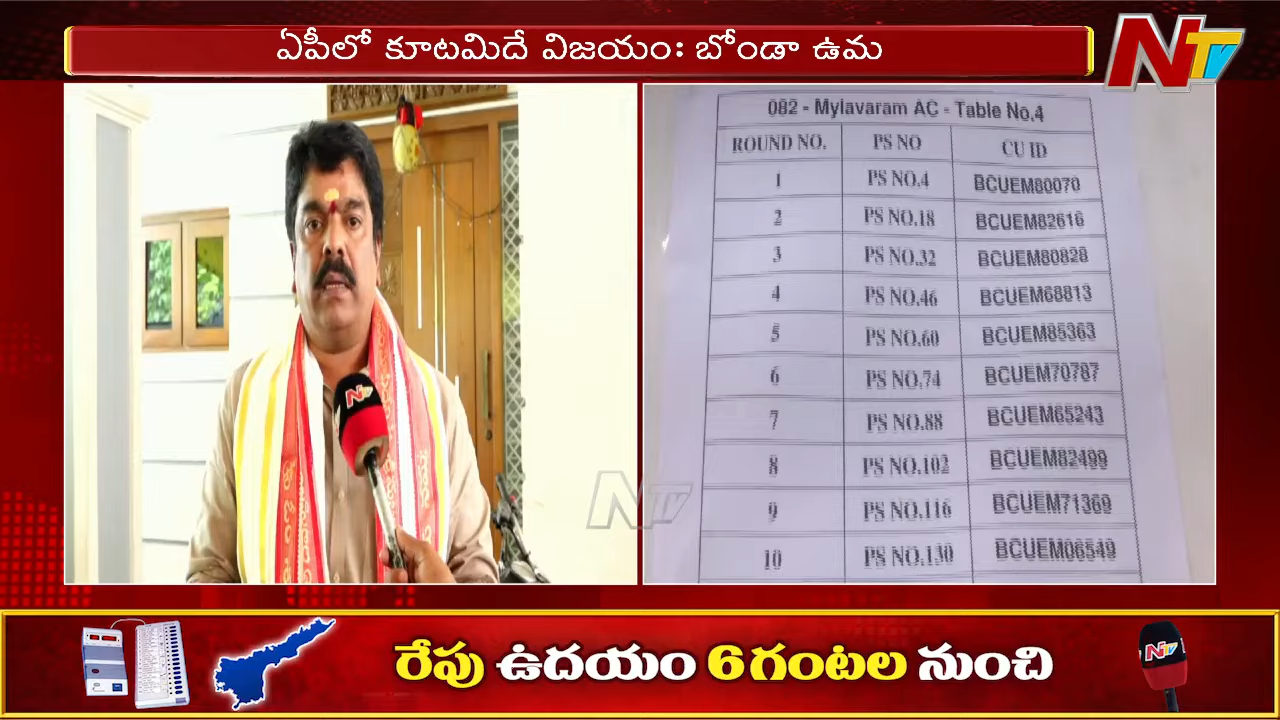 ఏపీలో కూటమిదే విజయం: బోండా ఉమ
NTV
082 - Mylavaram AC - Table No.4
ROUND NO. PS NO CU ID
1 PS NO.4 BCUEM80070
2 PS NO.18 BCUEM82616
3 PS NO.32 BCUEM80828
4 PS NO.46 BCUEM68813
5 PS NO.60 BCUEM85363
6 PS NO.74 BCUEM70787
7 PS NO.88 BCUEM65243
8 PS NO.102 BCUEM82499
9 PS NO.116 BCUEM71369
10 PS NO.130 BCUEM06549
NTV
NTV
రేపు ఉదయం 6 గంటల నుంచి
NTV